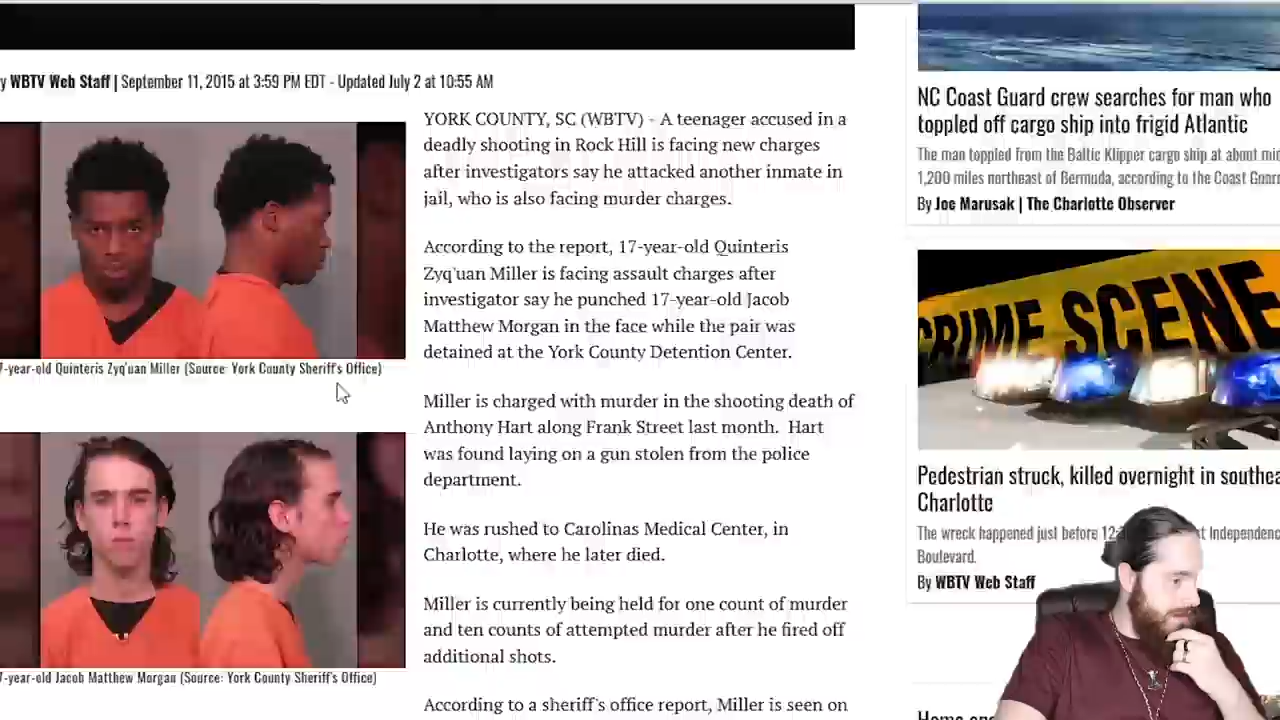 y WBTV Web Staff | September 11, 2015 at 3:59 PM EDT - Updated July 2 at 10:55 AM
7-year-old Quinteris Zyq'uan Miller (Source: York County Sheriff's Office)
7-year-old Jacob Matthew Morgan (Source: York County Sheriff's Office)
YORK COUNTY, SC (WBTV) - A teenager accused in a
deadly shooting in Rock Hill is facing new charges
after investigators say he attacked another inmate in
jail, who is also facing murder charges.
According to the report, 17-year-old Quinteris
Zyq'uan Miller is facing assault charges after
investigator say he punched 17-year-old Jacob
Matthew Morgan in the face while the pair was
detained at the York County Detention Center.
Miller is charged with murder in the shooting death of
Anthony Hart along Frank Street last month. Hart
was found laying on a gun stolen from the police
department.
He was rushed to Carolinas Medical Center, in
Charlotte, where he later died.
Miller is currently being held for one count of murder
and ten counts of attempted murder after he fired off
additional shots.
According to a sheriff's office report, Miller is seen on
NC Coast Guard crew searches for man who
toppled off cargo ship into frigid Atlantic
The man toppled from the Baltic Klipper cargo ship at about
1,200 miles northeast of Bermuda, according to the Coast
By Joe Marusak | The Charlotte Observer
CRIME SCENE
Pedestrian struck, killed overnight in
Charlotte
The wreck happened just before Independenc
Boulevard.
By WBTV Web Staff